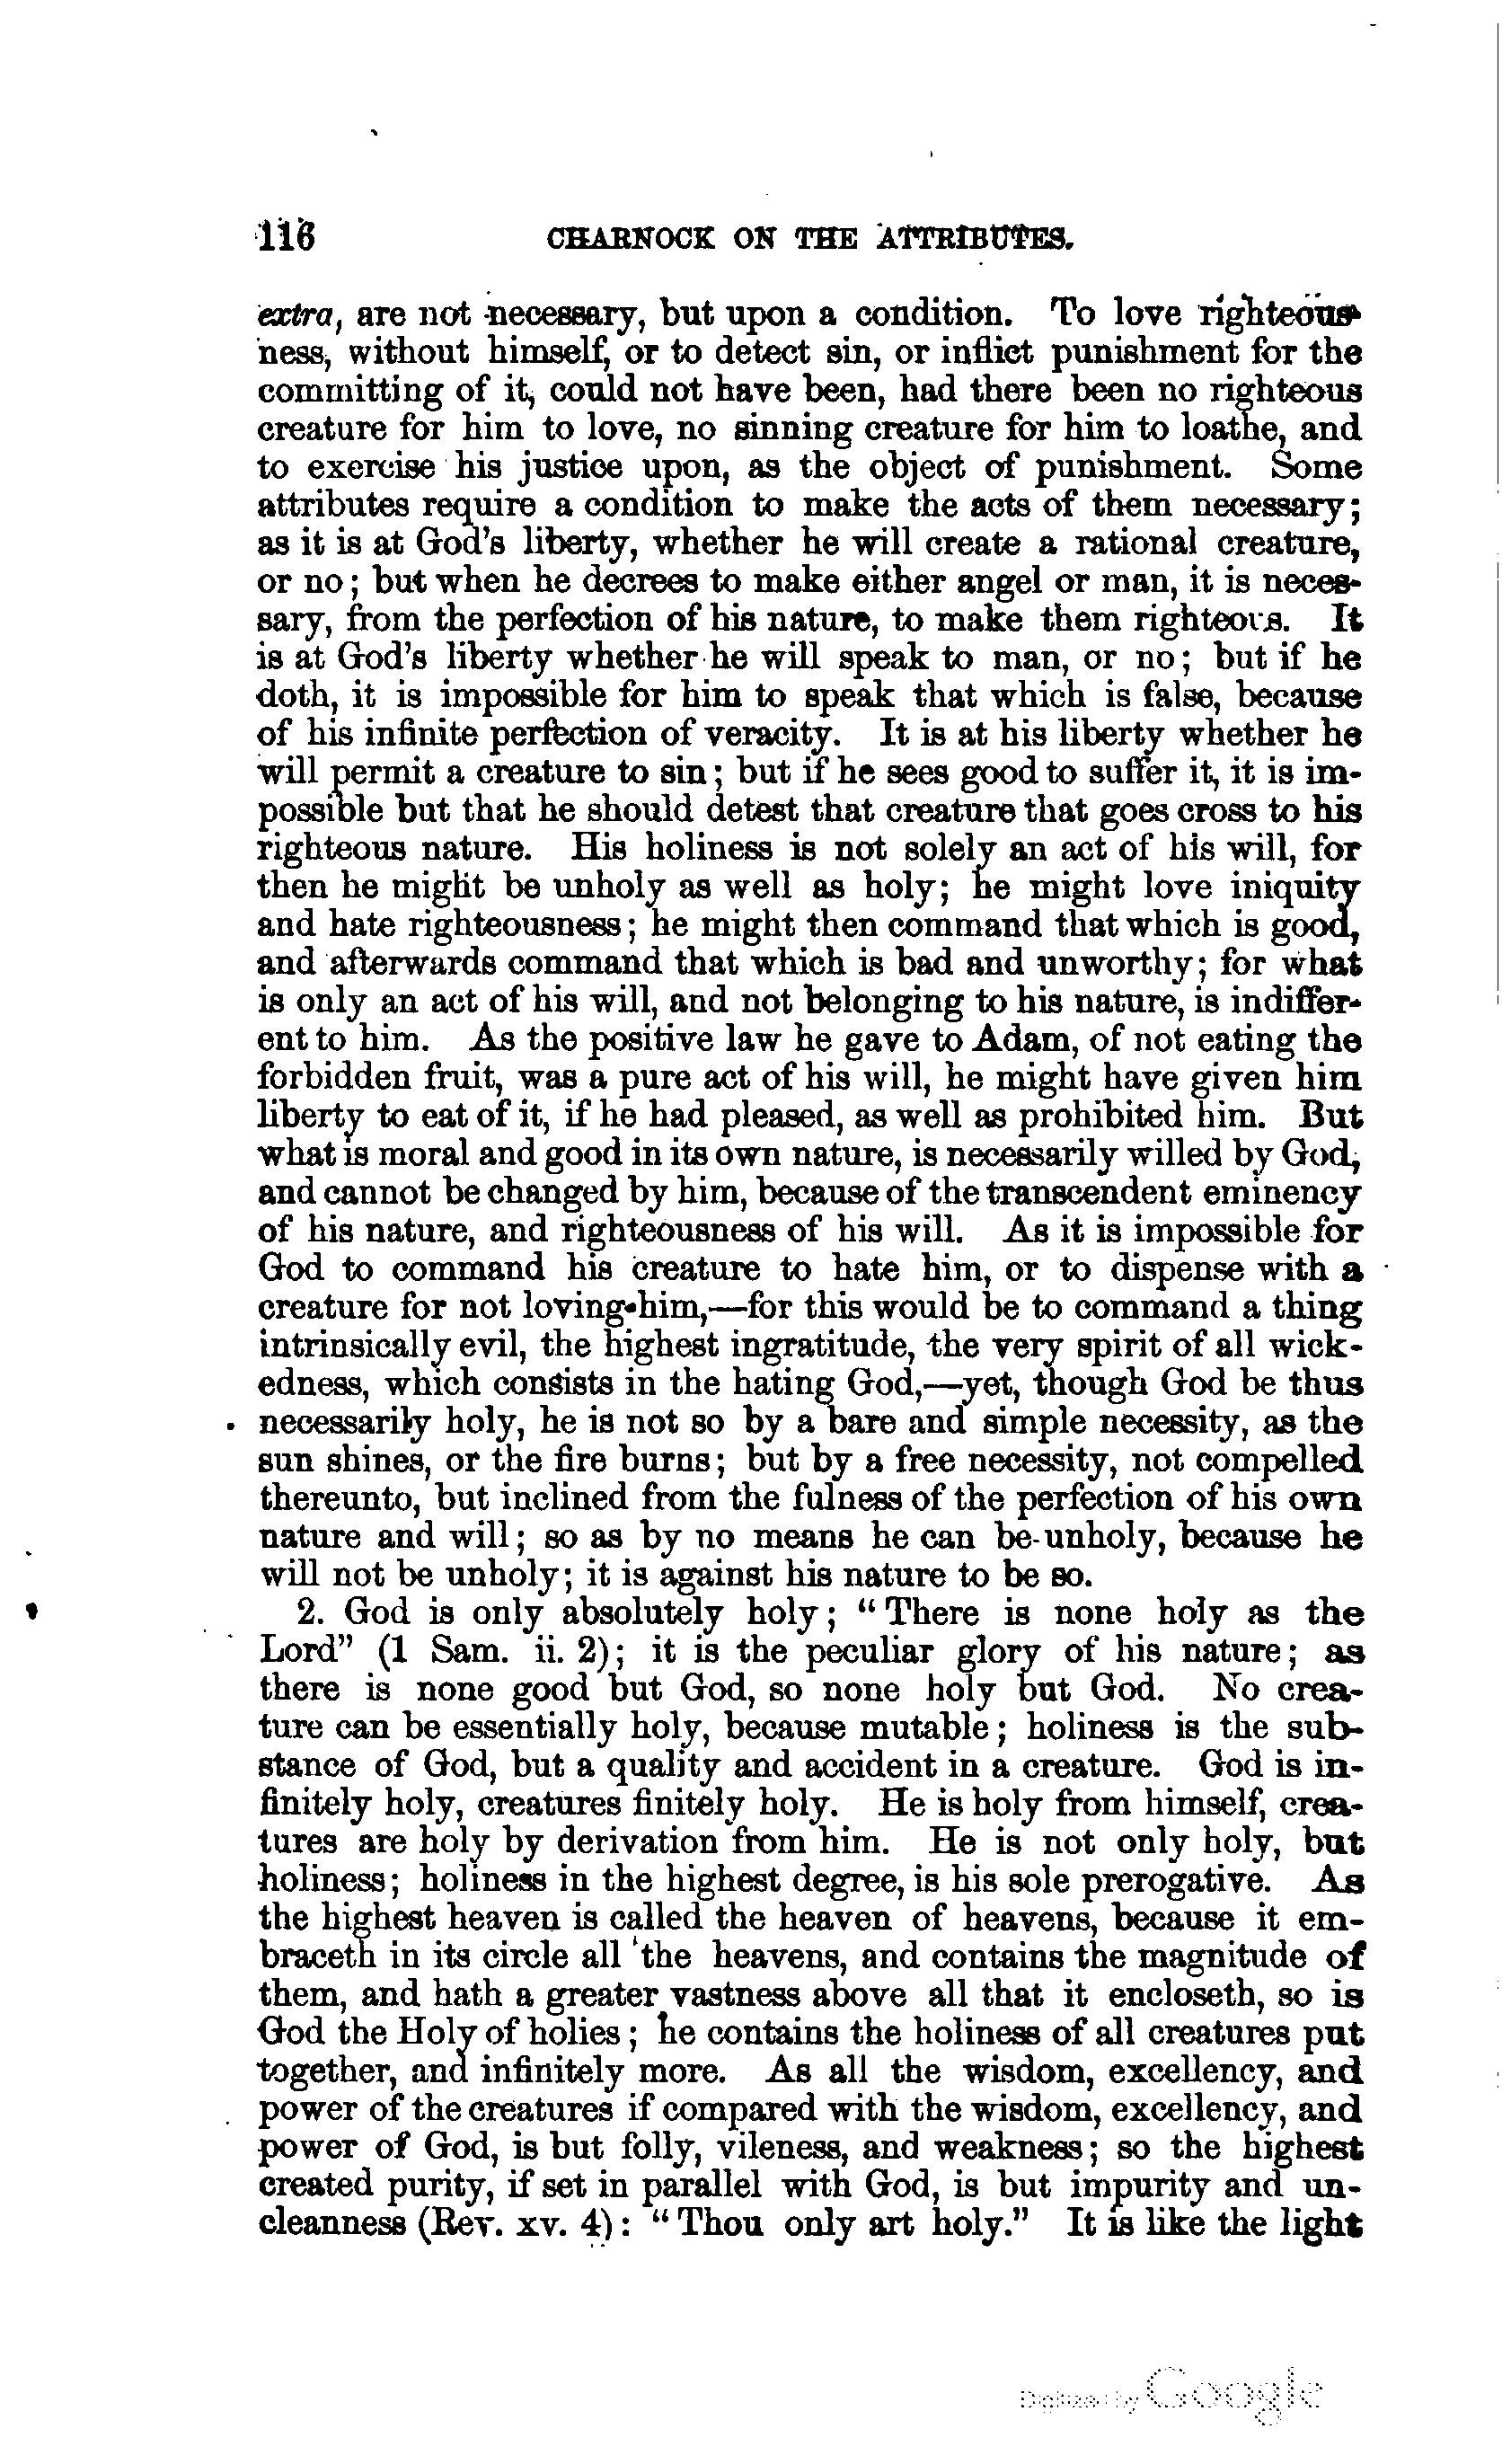 116 CHARNOCK ON THE ATTRIBUTES.
extra, are not necessary, but upon a condition. To love righteous-
ness, without himself, or to detect sin, or inflict punishment for the
committing of it, could not have been, had there been no righteous
creature for him to love, no sinning creature for him to loathe, and
to exercise his justice upon, as the object of punishment. Some
attributes require a condition to make the acts of them necessary;
as it is at God's liberty, whether he will create a rational creature,
or no; but when he decrees to make either angel or man, it is neces-
sary, from the perfection of his nature, to make them righteous. It
is at God's liberty whether he will speak to man, or no; but if he
doth, it is impossible for him to speak that which is false, because
of his infinite perfection of veracity. It is at his liberty whether he
will permit a creature to sin; but if he sees good to suffer it, it is im-
possible but that he should detest that creature that goes cross to his
righteous nature. His holiness is not solely an act of his will, for
then he might be unholy as well as holy; he might love iniquity
and hate righteousness; he might then command that which is good,
and afterwards command that which is bad and unworthy; for what
is only an act of his will, and not belonging to his nature, is indiffer-
ent to him. As the positive law he gave to Adam, of not eating the
forbidden fruit, was a pure act of his will, he might have given him
liberty to eat of it, if he had pleased, as well as prohibited him. But
what is moral and good in its own nature, is necessarily willed by God,
and cannot be changed by him, because of the transcendent eminency
of his nature, and righteousness of his will. As it is impossible for
God to command his creature to hate him, or to dispense with a
creature for not loving him,—for this would be to command a thing
intrinsically evil, the highest ingratitude, the very spirit of all wick-
edness, which consists in the hating God,—yet, though God be thus
necessarily holy, he is not so by a bare and simple necessity, as the
sun shines, or the fire burns; but by a free necessity, not compelled
thereunto, but inclined from the fulness of the perfection of his own
nature and will; so as by no means he can be unholy, because he
will not be unholy; it is against his nature to be so.
2. God is only absolutely holy; "There is none holy as the
Lord" (1 Sam. ii. 2); it is the peculiar glory of his nature; as
there is none good but God, so none holy but God. No crea-
ture can be essentially holy, because mutable; holiness is the sub-
stance of God, but a quality and accident in a creature. God is in-
finitely holy, creatures finitely holy. He is holy from himself, crea-
tures are holy by derivation from him. He is not only holy, but
holiness; holiness in the highest degree, is his sole prerogative. As
the highest heaven is called the heaven of heavens, because it em-
braceth in its circle all the heavens, and contains the magnitude of
them, and hath a greater vastness above all that it encloseth, so is
God the Holy of holies; he contains the holiness of all creatures put
together, and infinitely more. As all the wisdom, excellency, and
power of the creatures if compared with the wisdom, excellency, and
power of God, is but folly, vileness, and weakness; so the highest
created purity, if set in parallel with God, is but impurity and un-
cleanness (Rev. xv. 4): "Thou only art holy." It is like the light
Digitized by Google